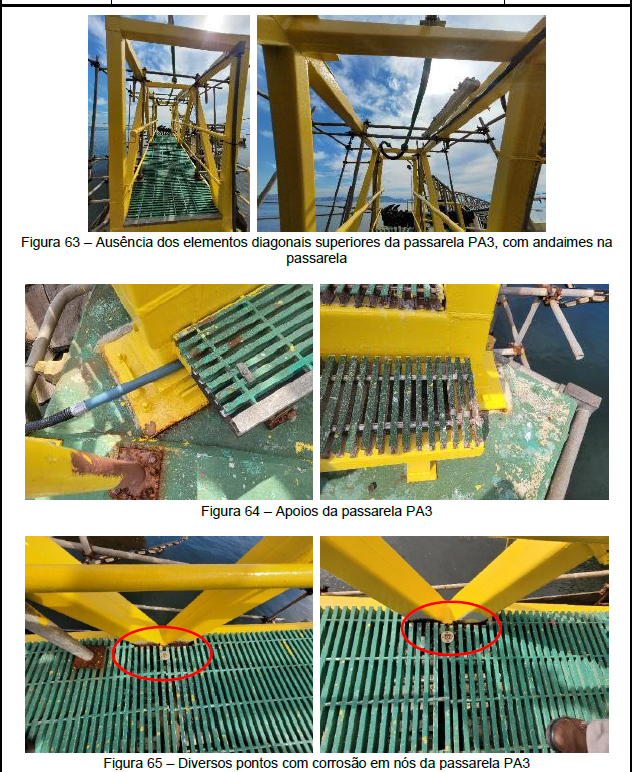 Figura 63 – Ausência dos elementos diagonais superiores da passarela PA3, com andaimes na
passarela
Figura 64 – Apoios da passarela PA3
Figura 65 – Diversos pontos com corrosão em nós da passarela PA3